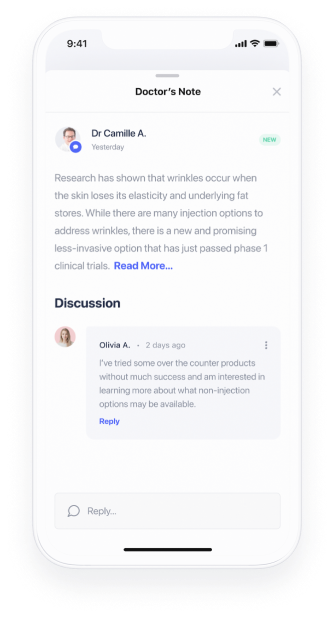 9:41
Doctor's Note
Dr Camille A.
Yesterday
NEW
Research has shown that wrinkles occur when
the skin loses its elasticity and underlying fat
stores. While there are many injection options to
address wrinkles, there is a new and promising
less-invasive option that has just passed phase 1
clinical trials. Read More...
Discussion
Olivia A. • 2 days ago
I've tried some over the counter products
without much success and am interested in
learning more about what non-injection
options may be available.
Reply
Reply...